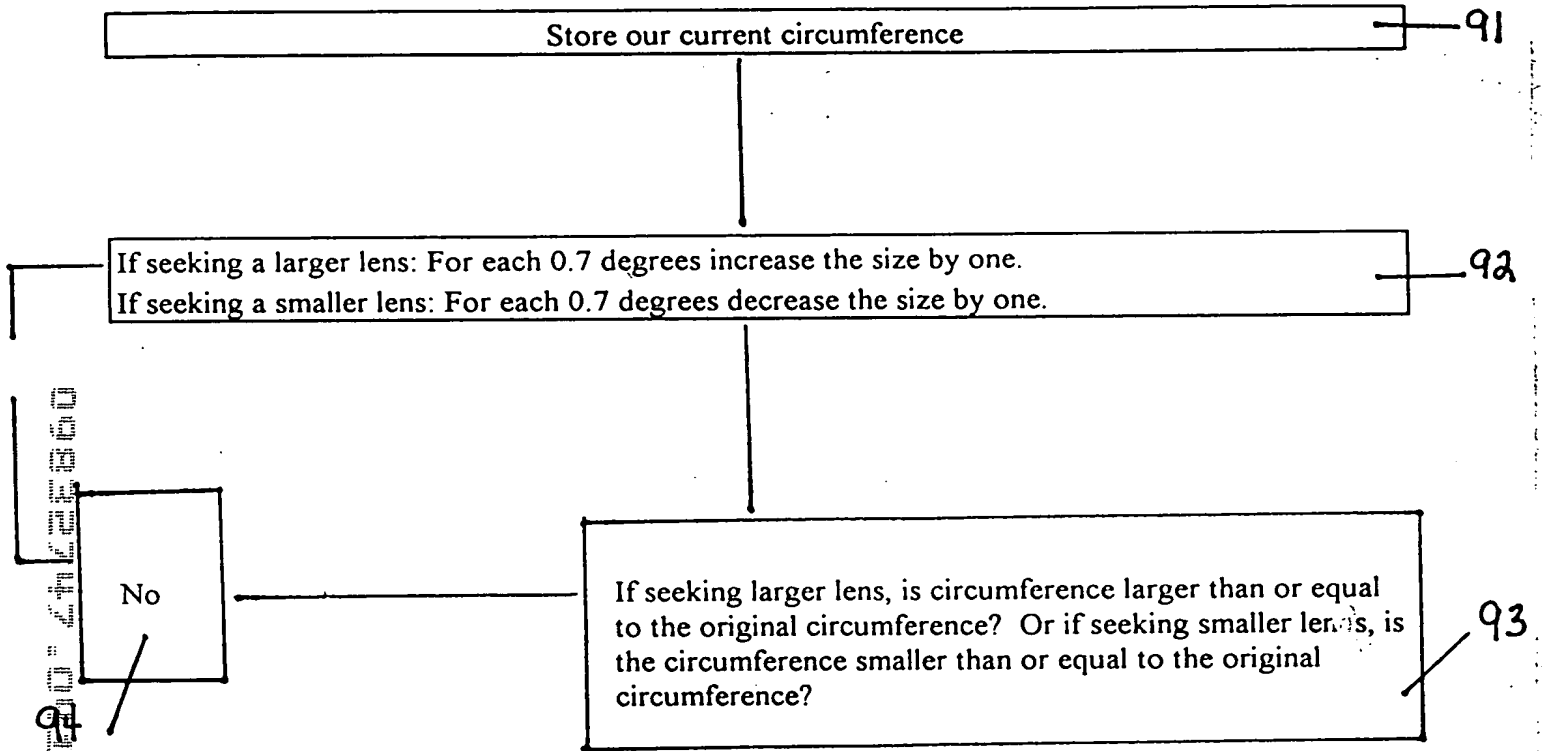 Store our current circumference
91
If seeking a larger lens: For each 0.7 degrees increase the size by one.
If seeking a smaller lens: For each 0.7 degrees decrease the size by one.
92
No
94
If seeking larger lens, is circumference larger than or equal
to the original circumference? Or if seeking smaller lens, is
the circumference smaller than or equal to the original
circumference?
93